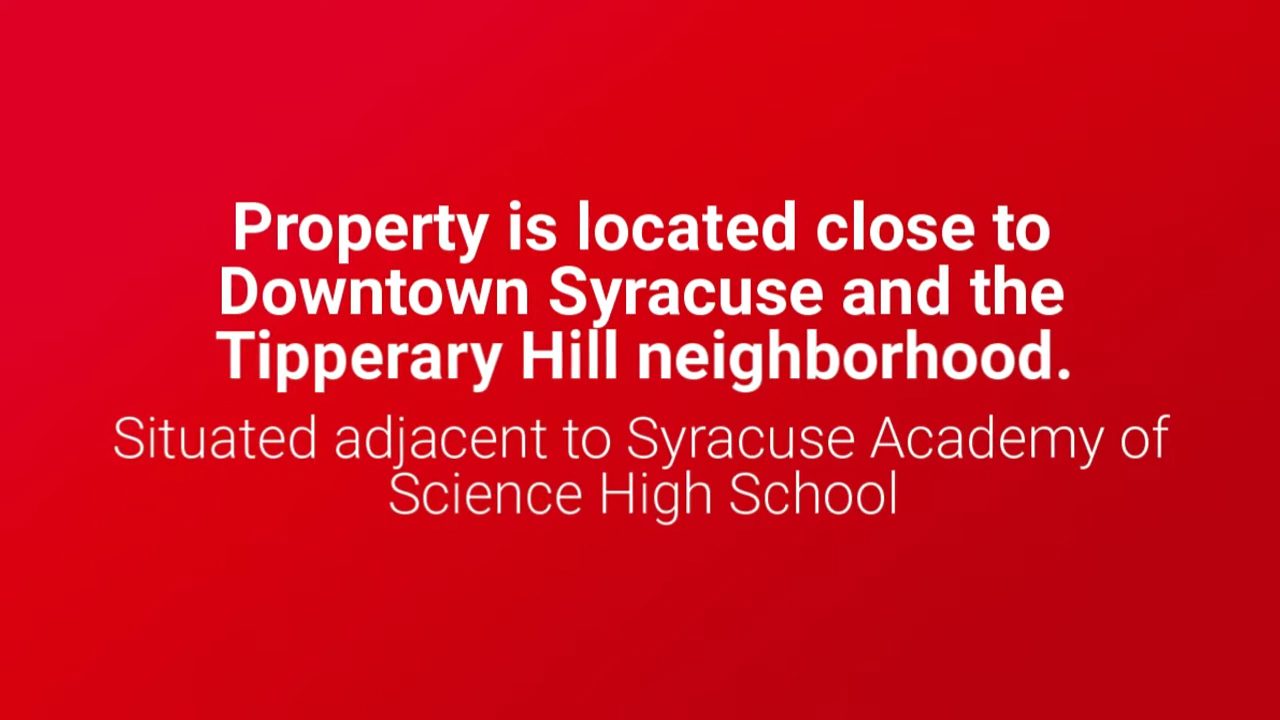 Property is located close to
Downtown Syracuse and the
Tipperary Hill neighborhood.
Situated adjacent to Syracuse Academy of
Science High School